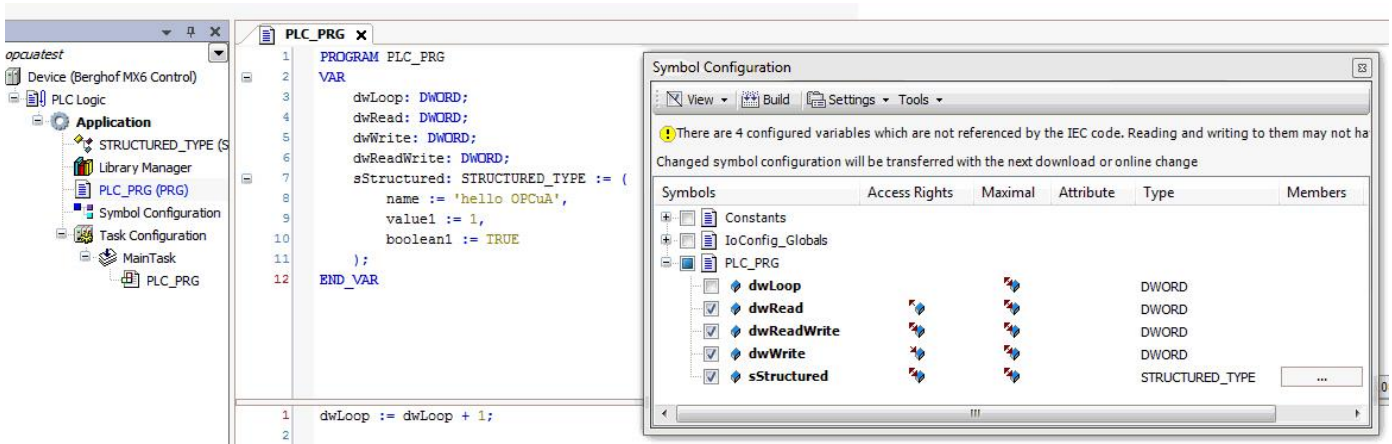 opcuatest
Device (Berghof MX6 Control)
PLC Logic
Application
STRUCTURED_TYPE (S
Library Manager
PLC_PRG (PRG)
Symbol Configuration
Task Configuration
MainTask
PLC_PRG
PLC_PRG
1 PROGRAM PLC_PRG
2 VAR
3 dwLoop: DWORD;
4 dwRead: DWORD;
5 dwWrite: DWORD;
6 dwReadWrite: DWORD;
7 sStructured: STRUCTURED_TYPE := (
8 name := 'hello OPCuA',
9 value1 := 1,
10 boolean1 := TRUE
11 );
12 END_VAR
1 dwLoop := dwLoop + 1;
2
Symbol Configuration
View Build Settings Tools
There are 4 configured variables which are not referenced by the IEC code. Reading and writing to them may not ha
Changed symbol configuration will be transferred with the next download or online change
Symbols Access Rights Maximal Attribute Type Members
Constants
IoConfig_Globals
PLC_PRG
dwLoop DWORD
dwRead DWORD
dwReadWrite DWORD
dwWrite DWORD
sStructured STRUCTURED_TYPE ...
0